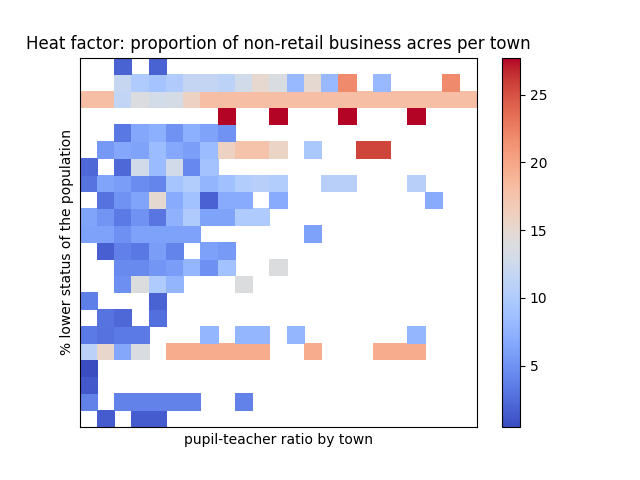 Heat factor: proportion of non-retail business acres per town
% lower status of the population
25
20
15
10
5
pupil-teacher ratio by town